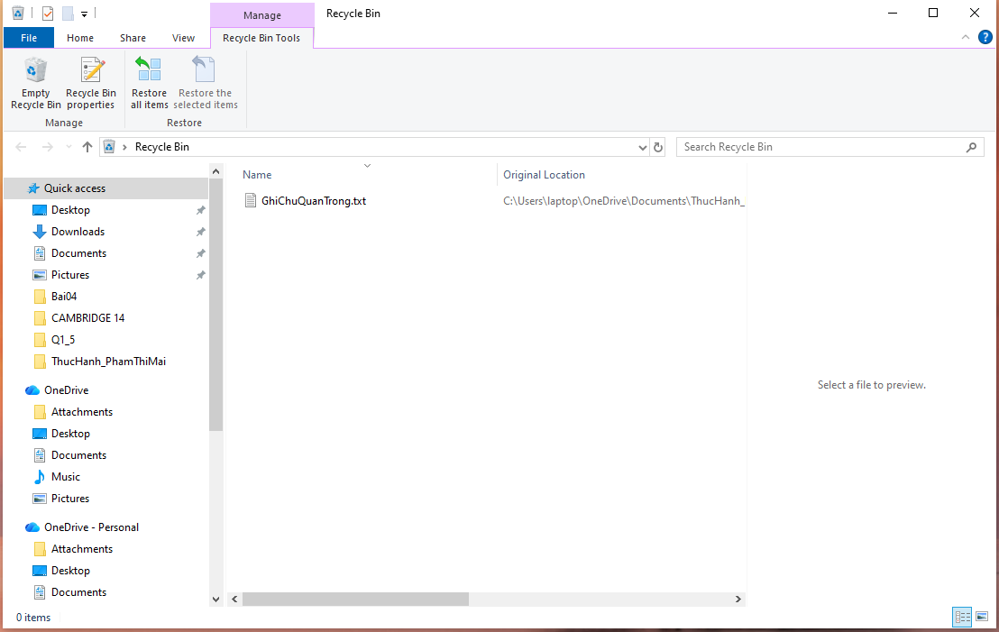 Manage
Recycle Bin
File
Home
Share
View
Recycle Bin Tools
?
Empty
Recycle Bin
Recycle Bin
properties
Restore
all items
Restore the
selected items
Manage
Restore
Recycle Bin
Search Recycle Bin
Name
Original Location
Quick access
GhiChuQuanTrong.txt
C:\Users\laptop\OneDrive\Documents\ThucHanh_
Desktop
Downloads
Documents
Pictures
Bai04
CAMBRIDGE 14
Q1_5
ThucHanh_PhamThiMai
OneDrive
Attachments
Desktop
Documents
Music
Pictures
OneDrive - Personal
Attachments
Desktop
Documents
Select a file to preview.
0 items